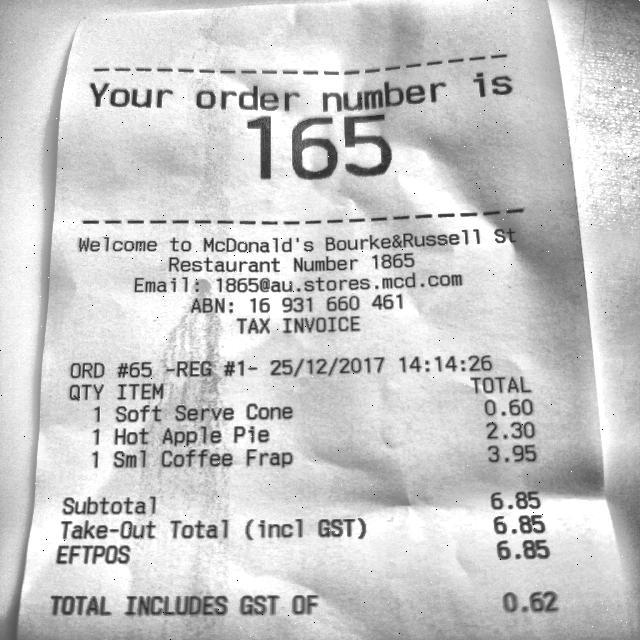 Your order number is
165
Welcome to McDonald's Bourke&Russell St
Restaurant Number 1865
Email: 1865@au.stores.mcd.com
ABN: 16 931 660 461
TAX INVOICE
ORD #65 -REG #1- 25/12/2017 14:14:26
QTY ITEM TOTAL
1 Soft Serve Cone 0.60
1 Hot Apple Pie 2.30
1 Sml Coffee Frap 3.95
Subtotal 6.85
Take-Out Total (incl GST) 6.85
EFTPOS 6.85
TOTAL INCLUDES GST OF 0.62